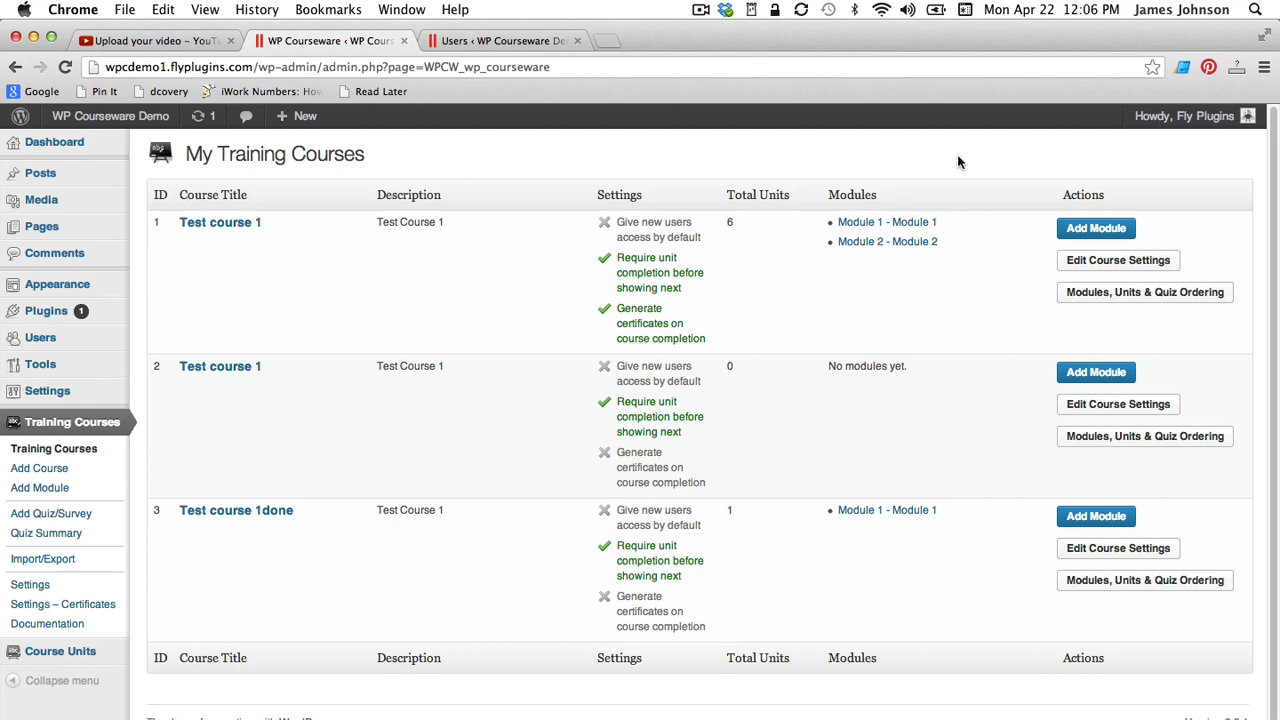 Chrome File Edit View History Bookmarks Window Help Mon Apr 22 12:06 PM James Johnson
Upload your video – YouTu WP Courseware ‹ WP Cours Users ‹ WP Courseware De
wpcdemo1.flyplugins.com/wp-admin/admin.php?page=WPCW_wp_courseware
Google Pin It dcovery iWork Numbers: How Read Later
WP Courseware Demo 1 New Howdy, Fly Plugins
Dashboard
Posts
Media
Pages
Comments
Appearance
Plugins 1
Users
Tools
Settings
Training Courses
Training Courses
Add Course
Add Module
Add Quiz/Survey
Quiz Summary
Import/Export
Settings
Settings – Certificates
Documentation
Course Units
Collapse menu
My Training Courses
ID Course Title Description Settings Total Units Modules Actions
1 Test course 1 Test Course 1 Give new users 6 Module 1 - Module 1 Add Module
access by default Module 2 - Module 2
Require unit Edit Course Settings
completion before
showing next Modules, Units & Quiz Ordering
Generate
certificates on
course completion
2 Test course 1 Test Course 1 Give new users 0 No modules yet. Add Module
access by default
Require unit Edit Course Settings
completion before
showing next Modules, Units & Quiz Ordering
Generate
certificates on
course completion
3 Test course 1done Test Course 1 Give new users 1 Module 1 - Module 1 Add Module
access by default
Require unit Edit Course Settings
completion before
showing next Modules, Units & Quiz Ordering
Generate
certificates on
course completion
ID Course Title Description Settings Total Units Modules Actions